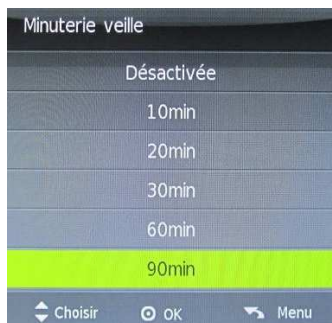 Minuterie veille
Désactivée
10min
20min
30min
60min
90min
Choisir OK Menu